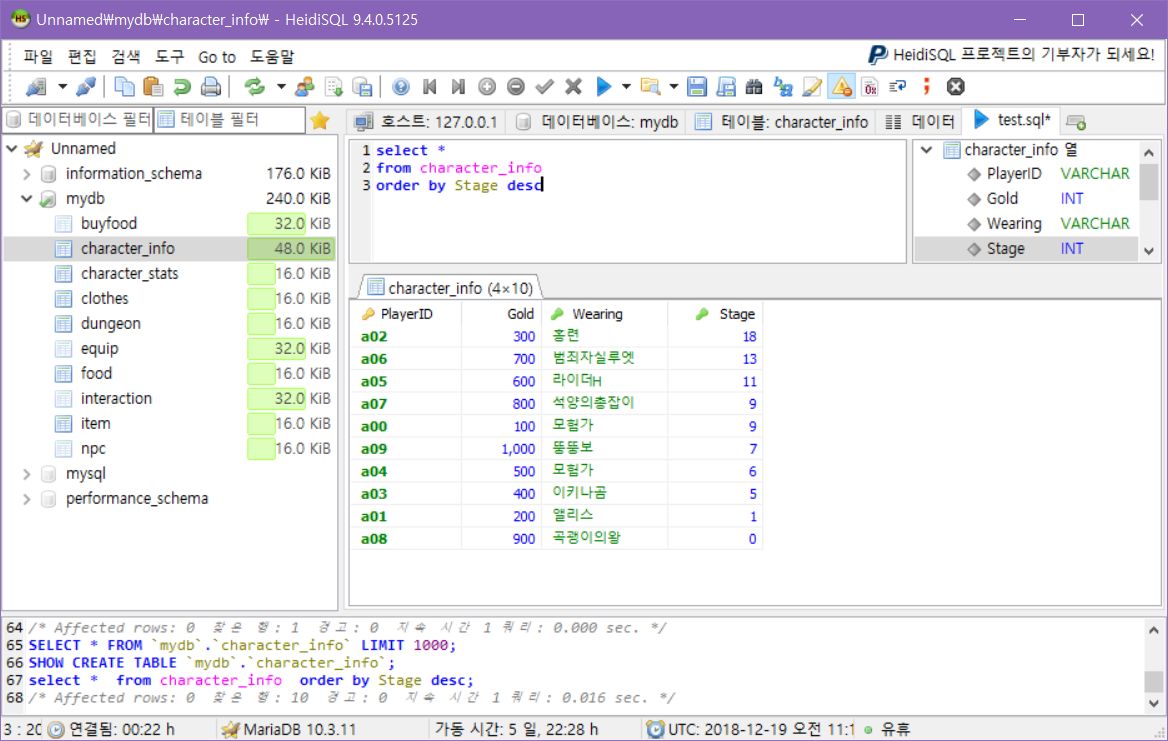 Unnamed₩mydb₩character_info₩ - HeidiSQL 9.4.0.5125
파일 편집 검색 도구 Go to 도움말
HeidiSQL 프로젝트의 기부자가 되세요!
데이터베이스 필터 테이블 필터
호스트: 127.0.0.1 데이터베이스: mydb 테이블: character_info 데이터 test.sql*
Unnamed
information_schema 176.0 KiB
mydb 240.0 KiB
buyfood 32.0 KiB
character_info 48.0 KiB
character_stats 16.0 KiB
clothes 16.0 KiB
dungeon 16.0 KiB
equip 32.0 KiB
food 16.0 KiB
interaction 32.0 KiB
item 16.0 KiB
npc 16.0 KiB
mysql
performance_schema
1 select *
2 from character_info
3 order by Stage desc
character_info 열
PlayerID VARCHAR
Gold INT
Wearing VARCHAR
Stage INT
character_info (4×10)
PlayerID Gold Wearing Stage
a02 300 홍련 18
a06 700 범죄자실루엣 13
a05 600 라이더H 11
a07 800 석양의총잡이 9
a00 100 모험가 9
a09 1,000 뚱뚱보 7
a04 500 모험가 6
a03 400 이키나곰 5
a01 200 앨리스 1
a08 900 곡괭이의왕 0
64 /* Affected rows: 0 찾은 행: 1 경고: 0 지속 시간 1 쿼리: 0.000 sec. */
65 SELECT * FROM `mydb`.`character_info` LIMIT 1000;
66 SHOW CREATE TABLE `mydb`.`character_info`;
67 select * from character_info order by Stage desc;
68 /* Affected rows: 0 찾은 행: 10 경고: 0 지속 시간 1 쿼리: 0.016 sec. */
3 : 20 연결됨: 00:22 h MariaDB 10.3.11 가동 시간: 5 일, 22:28 h UTC: 2018-12-19 오전 11:1 유휴